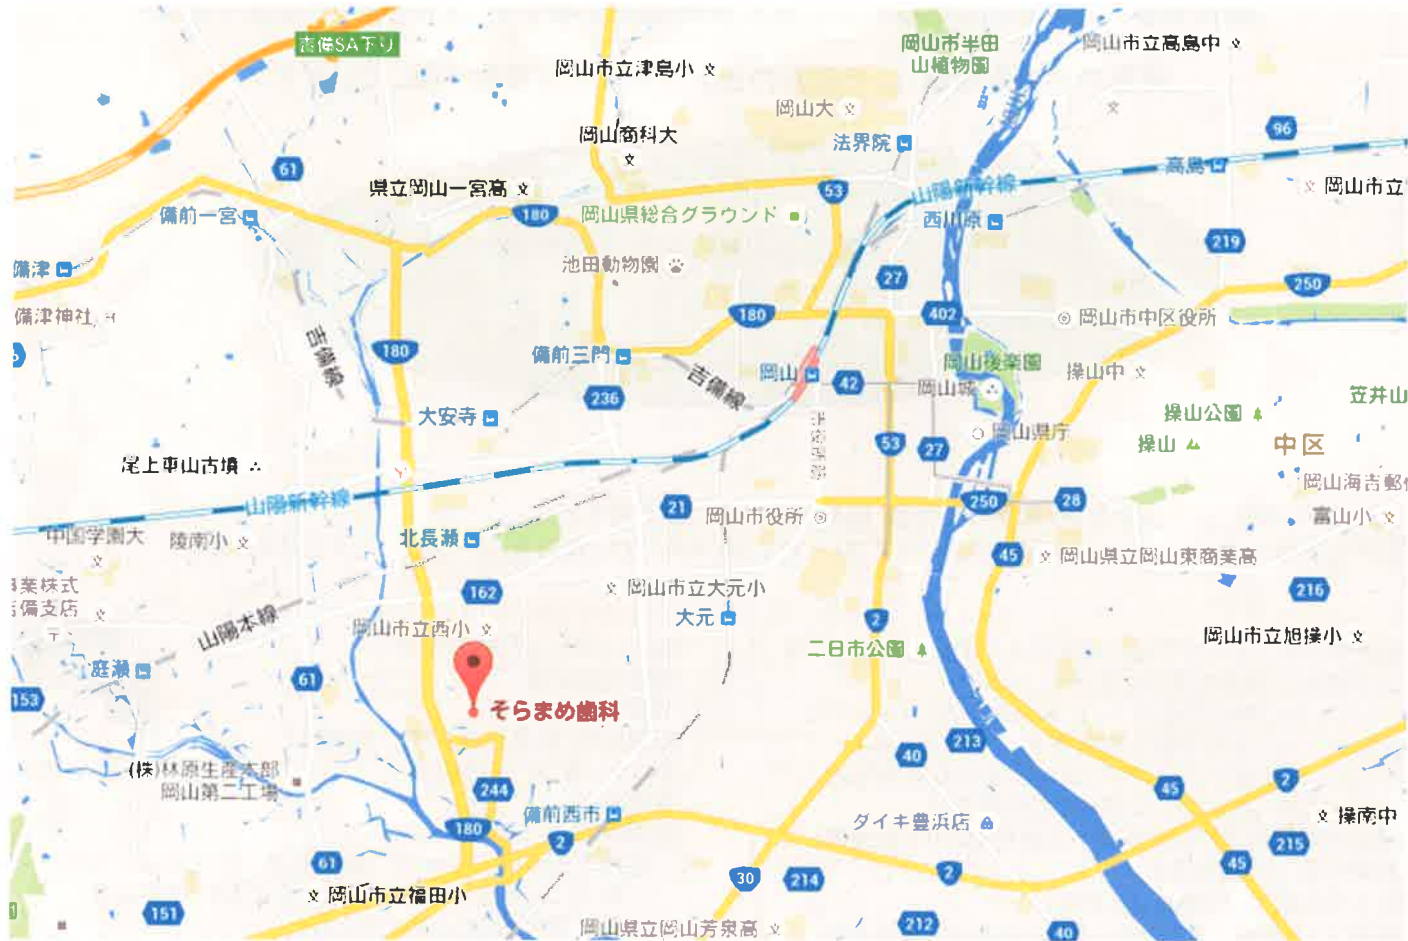 吉備SA下り
岡山市半田
山植物園
岡山市立高島中
岡山市立津島小
岡山大
96
岡山商科大
法界院
61
高島
県立岡山一宮高
53
山陽新幹線
岡山市立
備前一宮
180
岡山県総合グラウンド
西川原
219
備津
池田動物園
27
250
備津神社
180
402
岡山市中区役所
吉備線
180
備前三門
岡山後楽園
吉備線
岡山
42
岡山城
操山中
236
笠井山
大安寺
操山公園
53
27
岡山県庁
操山
中区
尾上車山古墳
岡山海吉郵便
山陽新幹線
21
岡山市役所
250
28
富山小
中国学園大
陵南小
北長瀬
45
岡山県立岡山東商業高
事業株式
吉備支店
162
岡山市立大元小
216
山陽本線
岡山市立西小
大元
2
岡山市立旭操小
二日市公園
庭瀬
61
153
そらまめ歯科
213
40
(株)林原生産本部
岡山第二工場
244
45
2
180
備前西市
ダイキ豊浜店
操南中
2
215
61
45
30
214
2
岡山市立福田小
151
岡山県立岡山芳泉高
212
40